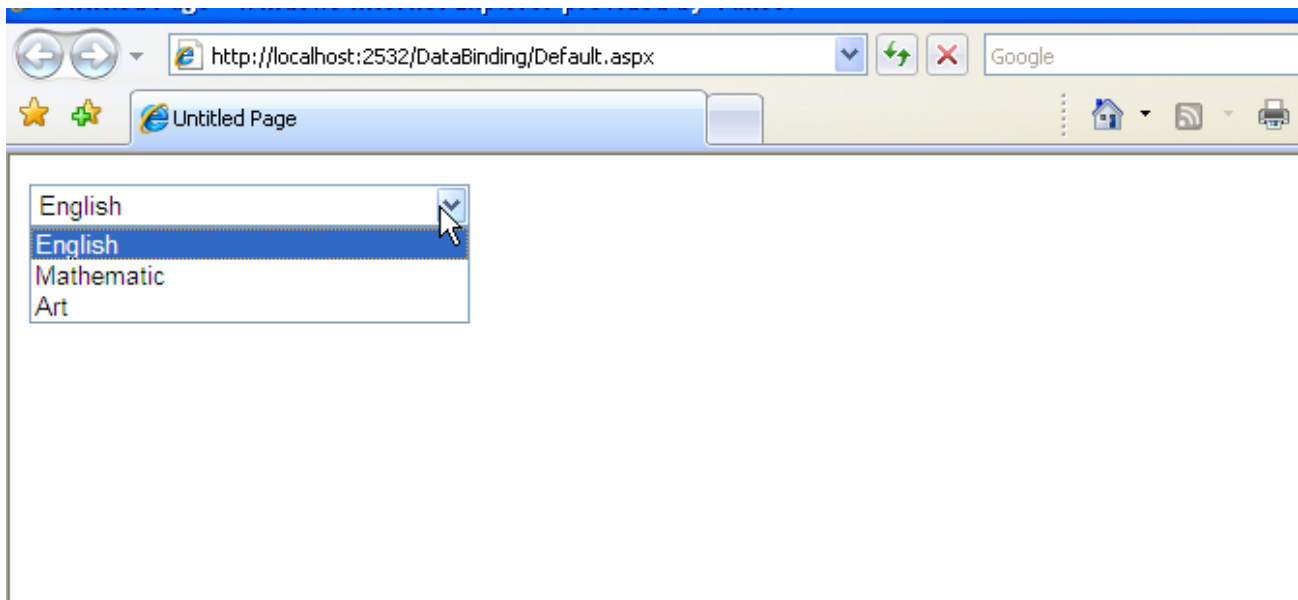 http://localhost:2532/DataBinding/Default.aspx
Google
Untitled Page
English
English
Mathematic
Art